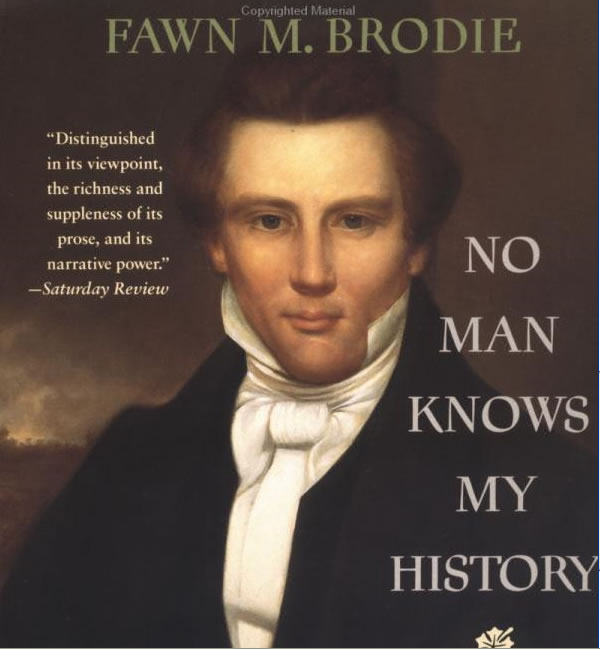 Copyrighted Material
FAWN M. BRODIE
“Distinguished
in its viewpoint,
the richness and
suppleness of its
prose, and its
narrative power.”
—Saturday Review
NO
MAN
KNOWS
MY
HISTORY